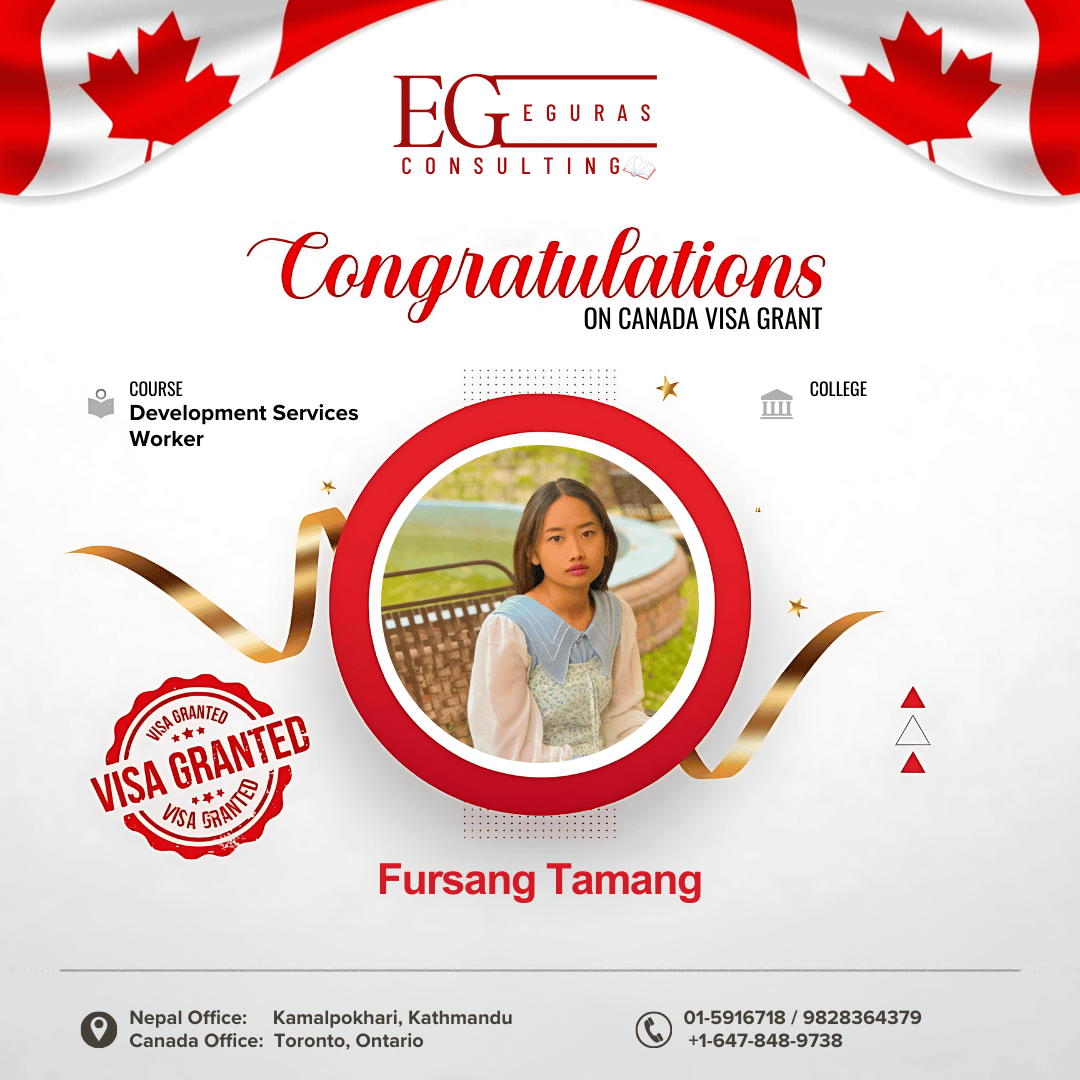 EG EGURAS
CONSULTING
Congratulations
ON CANADA VISA GRANT
COURSE
Development Services
Worker
COLLEGE
VISA GRANTED
VISA GRANTED
VISA GRANTED
Fursang Tamang
Nepal Office: Kamalpokhari, Kathmandu
Canada Office: Toronto, Ontario
01-5916718 / 9828364379
+1-647-848-9738